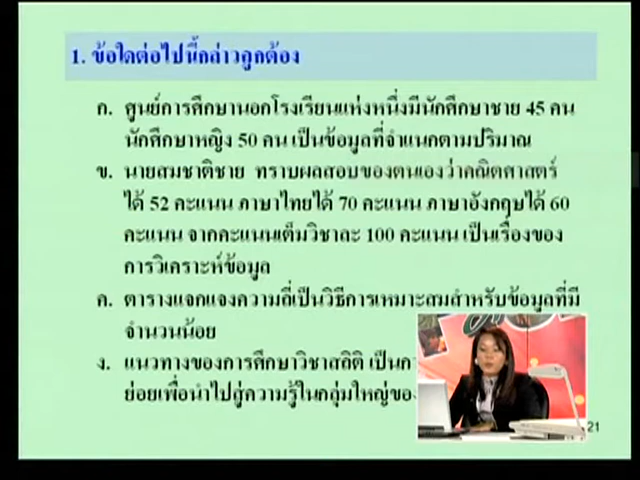 1. ข้อใดต่อไปนี้กล่าวถูกต้อง
ก. ศูนย์การศึกษานอกโรงเรียนแห่งหนึ่งมีนักศึกษาชาย 45 คน
นักศึกษาหญิง 50 คน เป็นข้อมูลที่จำแนกตามปริมาณ
ข. นายสมชาติชาย ทราบผลสอบของตนเองว่าคณิตศาสตร์
ได้ 52 คะแนน ภาษาไทยได้ 70 คะแนน ภาษาอังกฤษได้ 60
คะแนน จากคะแนนเต็มวิชาละ 100 คะแนน เป็นเรื่องของ
การวิเคราะห์ข้อมูล
ค. ตารางแจกแจงความถี่เป็นวิธีการเหมาะสมสำหรับข้อมูลที่มี
จำนวนน้อย
ง. แนวทางของการศึกษาวิชาสถิติ เป็น
ย่อยเพื่อนำไปสู่ความรู้ในกลุ่มใหญ่ของ
21